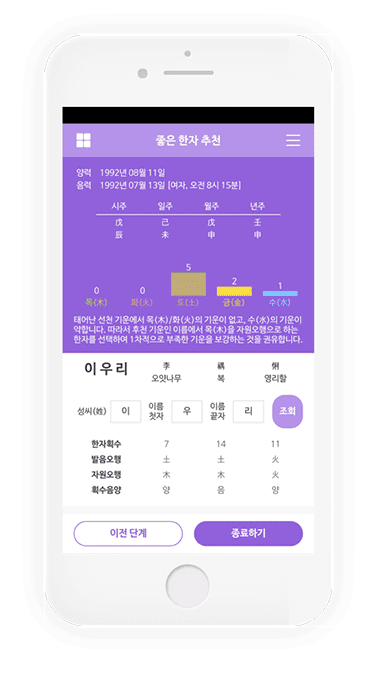 좋은 한자 추천
양력 1992년 08월 11일
음력 1992년 07월 13일 [여자, 오전 8시 15분]
시주 일주 월주 년주
戊 己 戊 壬
辰 未 申 申
0 0 5 2 1
목(木) 화(火) 토(土) 금(金) 수(水)
태어난 선천 기운에서 목(木)/화(火)의 기운이 없고, 수(水)의 기운이
약합니다. 따라서 후천 기운인 이름에서 목(木)을 자원오행으로 하는
한자를 선택하여 1차적으로 부족한 기운을 보강하는 것을 권유합니다.
이우리 李 禑 俐
오얏나무 복 영리할
성씨(姓) 이 이름 첫자 우 이름 끝자 리 조회
한자획수 7 14 11
발음오행 土 土 火
자원오행 木 木 火
획수음양 양 음 양
이전 단계 종료하기